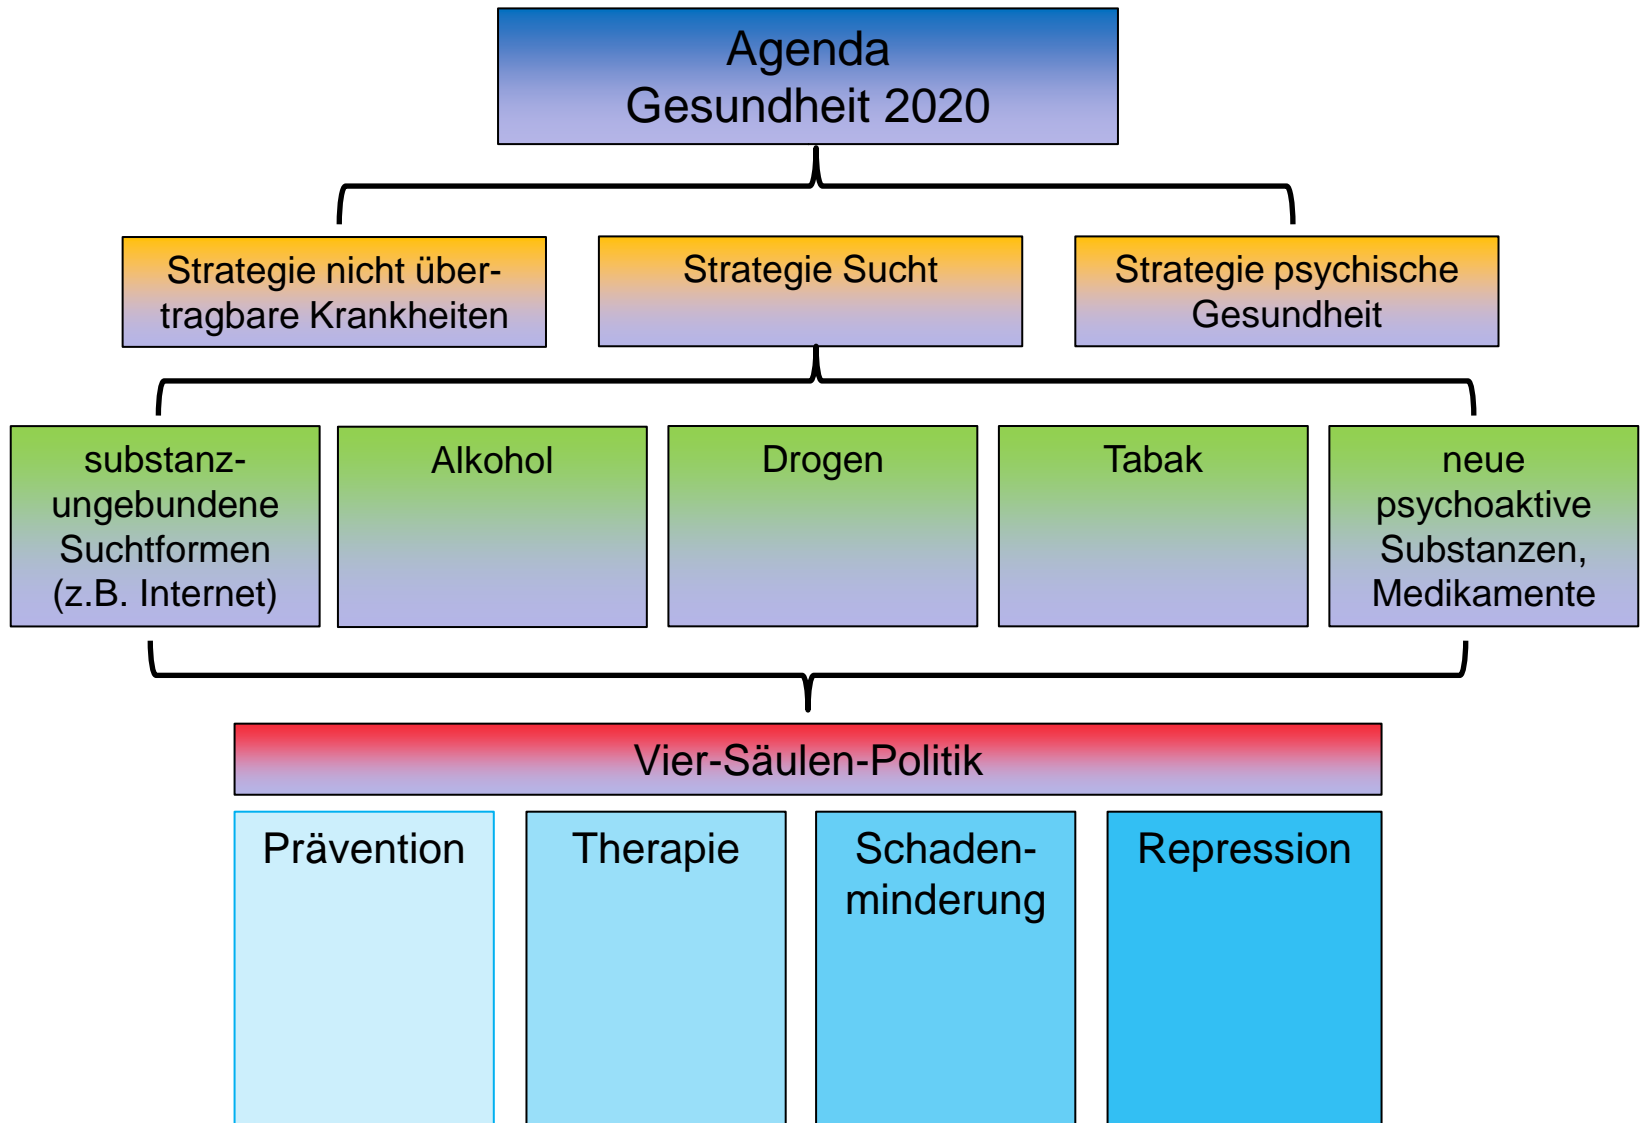 Agenda
Gesundheit 2020
Strategie nicht über-
tragbare Krankheiten
Strategie Sucht
Strategie psychische
Gesundheit
substanz-
ungebundene
Suchtformen
(z.B. Internet)
Alkohol
Drogen
Tabak
neue
psychoaktive
Substanzen,
Medikamente
Vier-Säulen-Politik
Prävention
Therapie
Schaden-
minderung
Repression